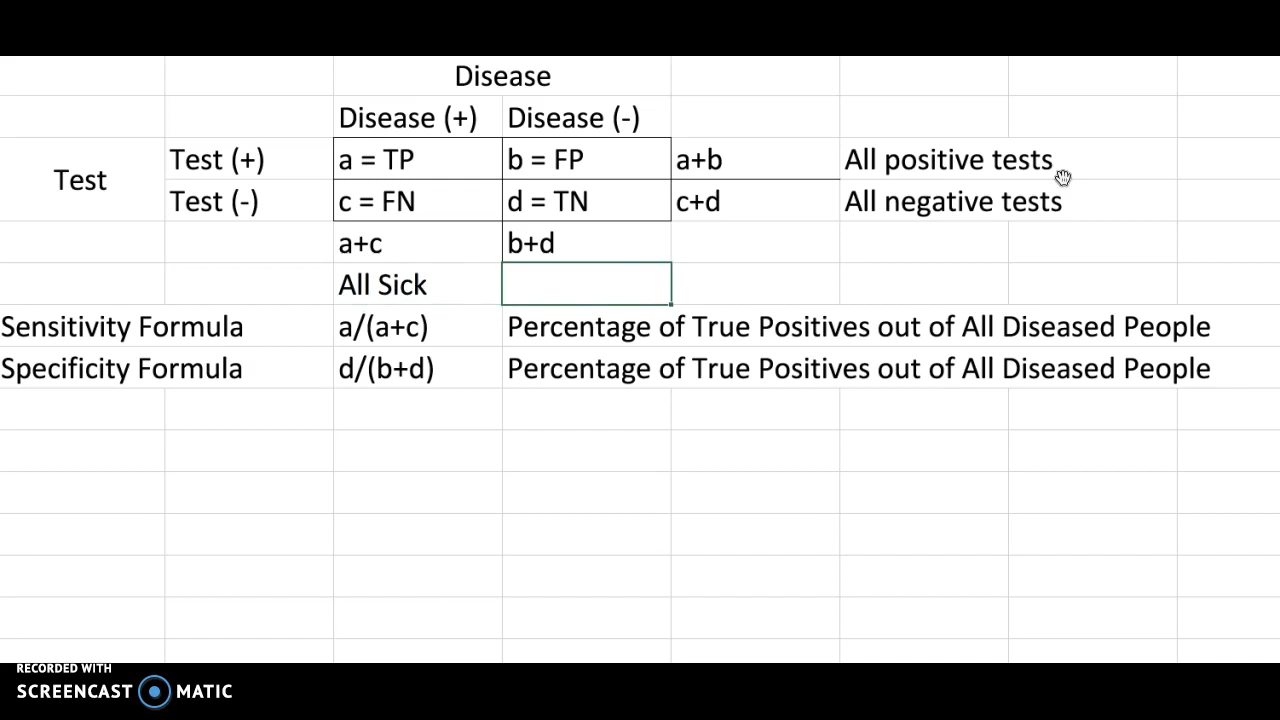 Disease
Disease (+) Disease (-)
Test (+) a = TP b = FP a+b All positive tests
Test
Test (-) c = FN d = TN c+d All negative tests
a+c b+d
All Sick
Sensitivity Formula a/(a+c) Percentage of True Positives out of All Diseased People
Specificity Formula d/(b+d) Percentage of True Positives out of All Diseased People
RECORDED WITH
SCREENCAST MATIC